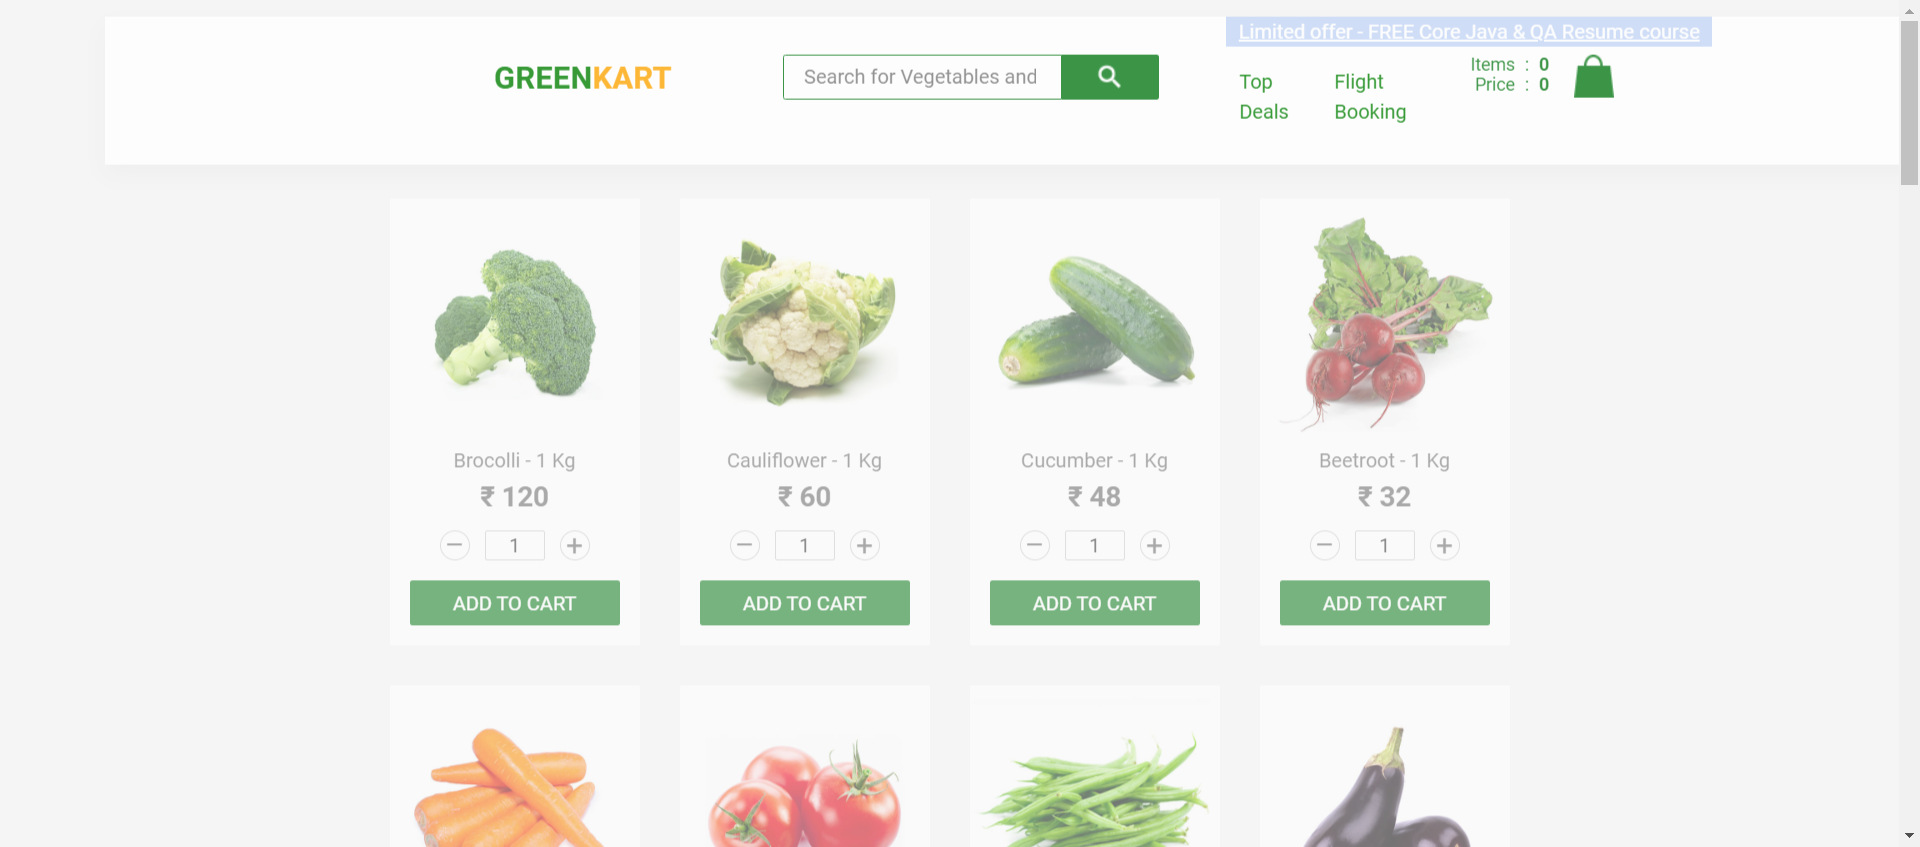 Limited offer - FREE Core Java & QA Resume course
GREENKART
Search for Vegetables and
Top
Deals
Flight
Booking
Items : 0
Price : 0
Brocolli - 1 Kg
₹ 120
1
ADD TO CART
Cauliflower - 1 Kg
₹ 60
1
ADD TO CART
Cucumber - 1 Kg
₹ 48
1
ADD TO CART
Beetroot - 1 Kg
₹ 32
1
ADD TO CART